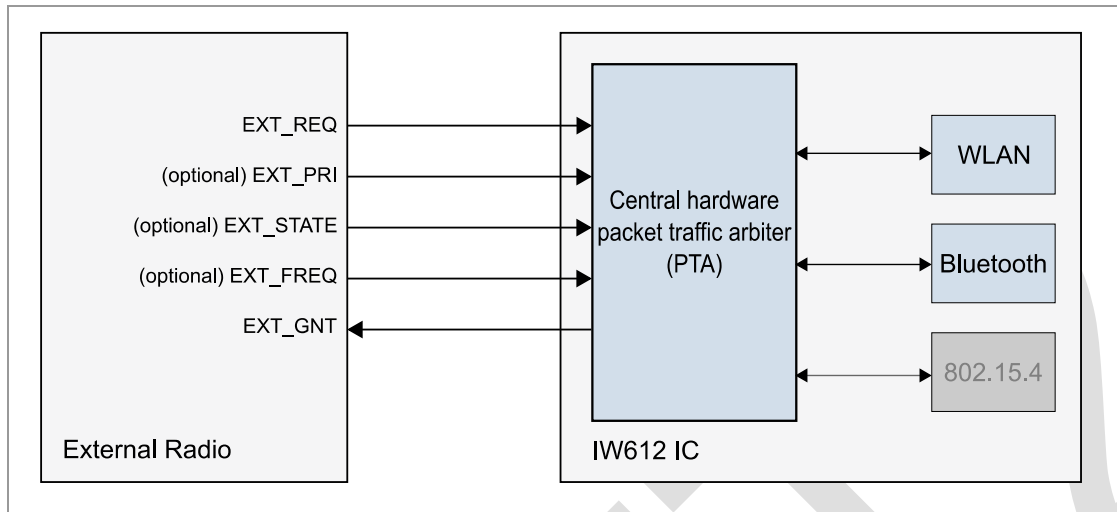 EXT_REQ
(optional) EXT_PRI
(optional) EXT_STATE
(optional) EXT_FREQ
EXT_GNT
External Radio
Central hardware
packet traffic arbiter
(PTA)
WLAN
Bluetooth
802.15.4
IW612 IC